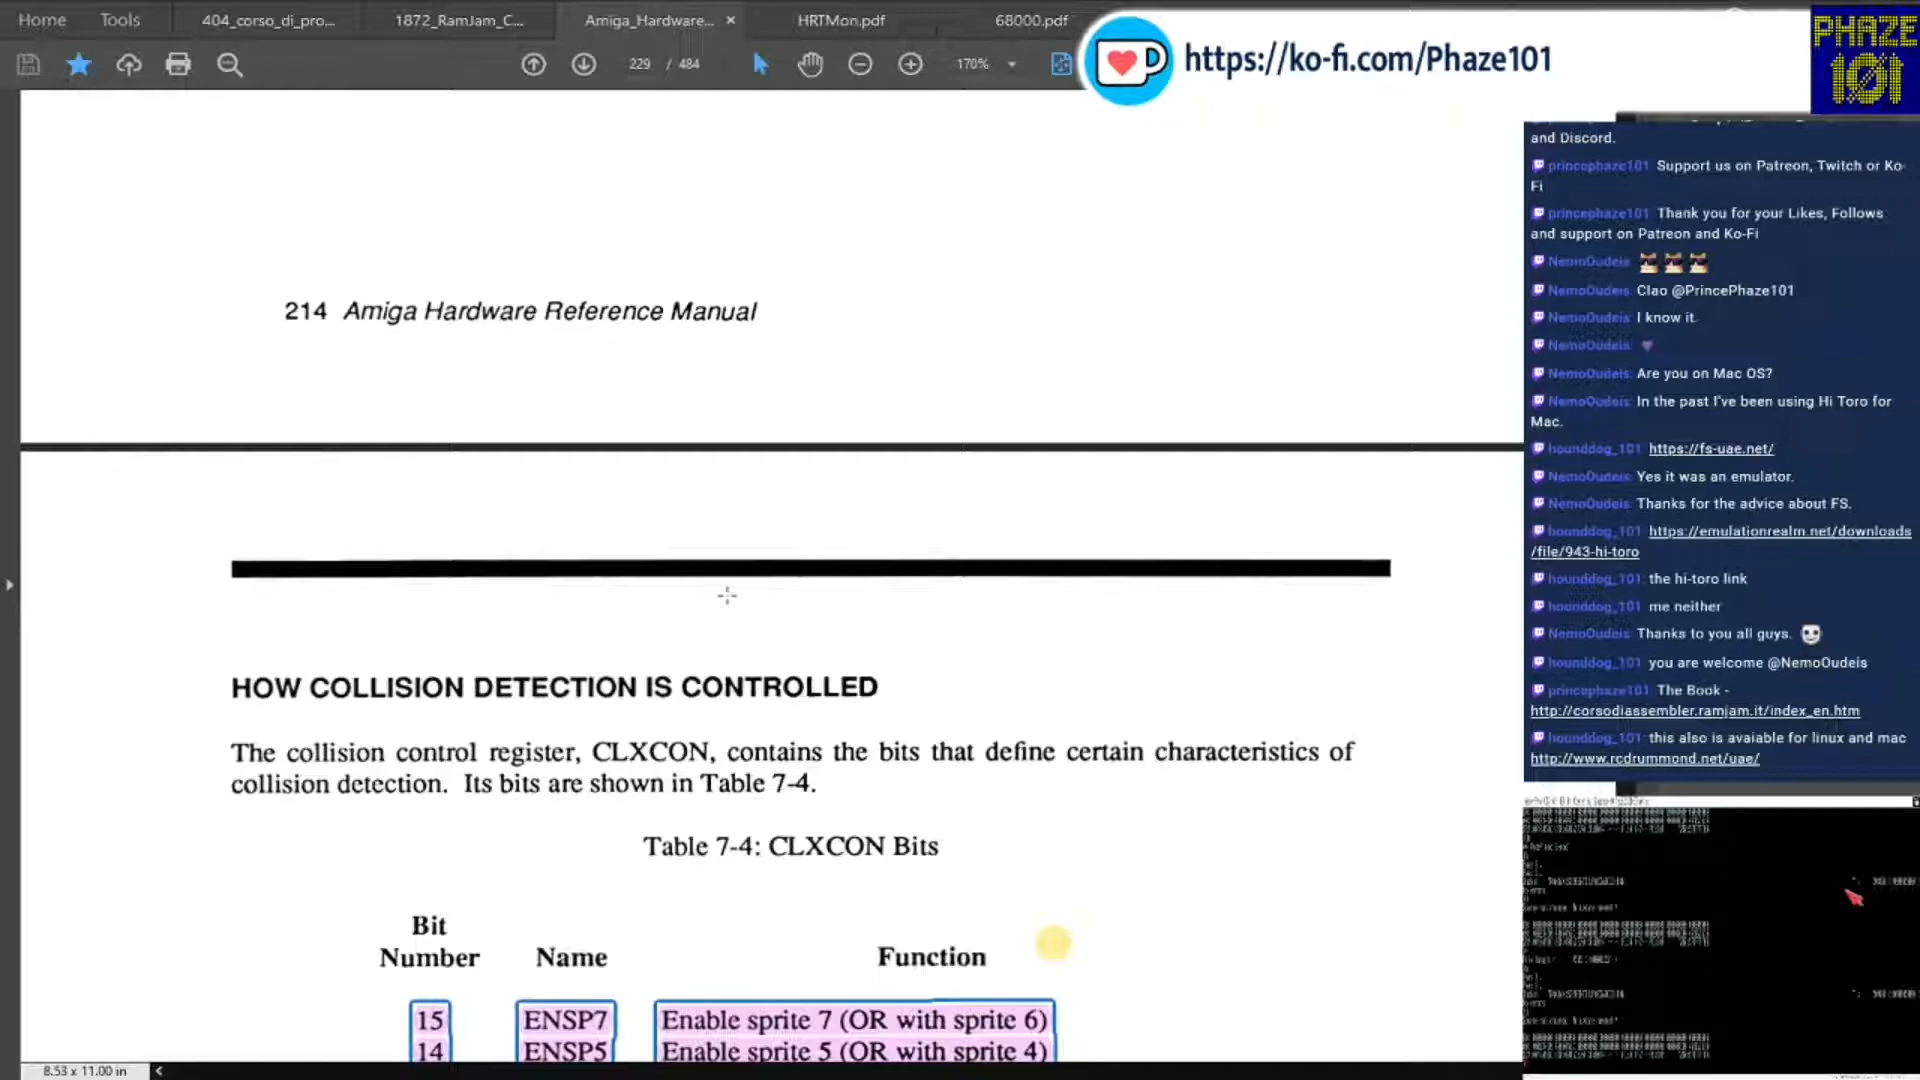 Home
Tools
404_corso_di_pro...
1872_RamJam_C...
Amiga_Hardware...
×
HRTMon.pdf
68000.pdf
229 / 484
170%
https://ko-fi.com/Phaze101
PHAZE
101
214 Amiga Hardware Reference Manual
HOW COLLISION DETECTION IS CONTROLLED
The collision control register, CLXCON, contains the bits that define certain characteristics of
collision detection. Its bits are shown in Table 7-4.
Table 7-4: CLXCON Bits
Bit
Number Name Function
15 ENSP7 Enable sprite 7 (OR with sprite 6)
14 ENSP5 Enable sprite 5 (OR with sprite 4)
8.53 x 11.00 in
and Discord.
princephaze101 Support us on Patreon, Twitch or Ko-
Fi
princephaze101 Thank you for your Likes, Follows
and support on Patreon and Ko-Fi
NemoOudeis:
NemoOudeis: CIao @PrincePhaze101
NemoOudeis: I know it.
NemoOudeis:
NemoOudeis: Are you on Mac OS?
NemoOudeis: In the past I've been using Hi Toro for
Mac.
hounddog_101: https://fs-uae.net/
NemoOudeis: Yes it was an emulator.
NemoOudeis: Thanks for the advice about FS.
hounddog_101: https://emulationrealm.net/downloads
/file/943-hi-toro
hounddog_101: the hi-toro link
hounddog_101: me neither
NemoOudeis: Thanks to you all guys.
hounddog_101: you are welcome @NemoOudeis
princephaze101 The Book -
http://corsodiassembler.ramjam.it/index_en.htm
hounddog_101: this also is avaiable for linux and mac
http://www.rcdrummond.net/uae/